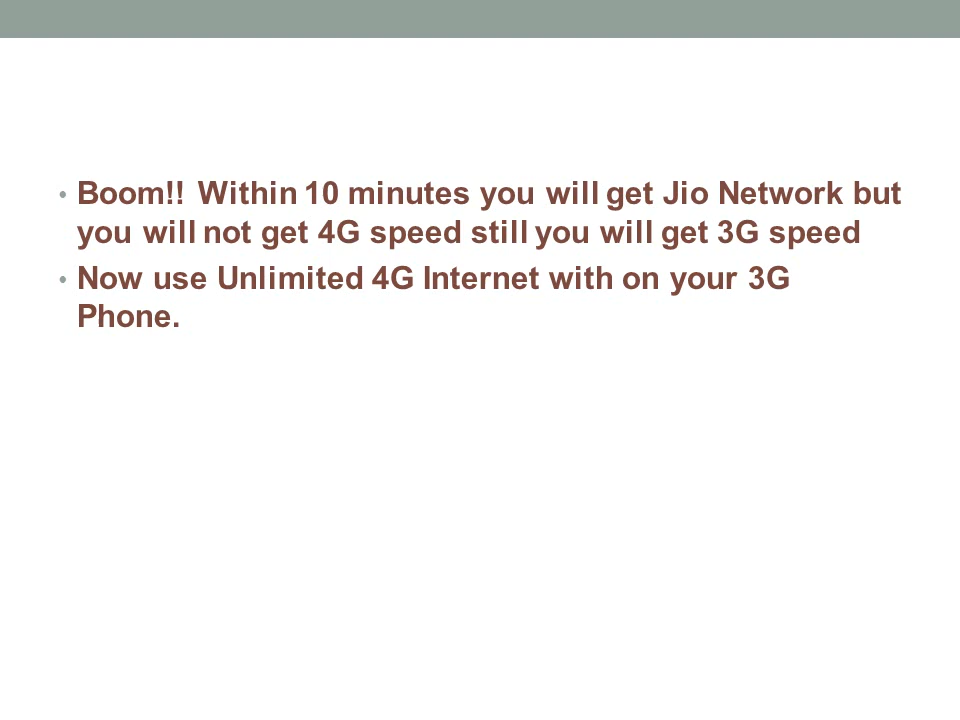 • Boom!! Within 10 minutes you will get Jio Network but
you will not get 4G speed still you will get 3G speed
• Now use Unlimited 4G Internet with on your 3G
Phone.